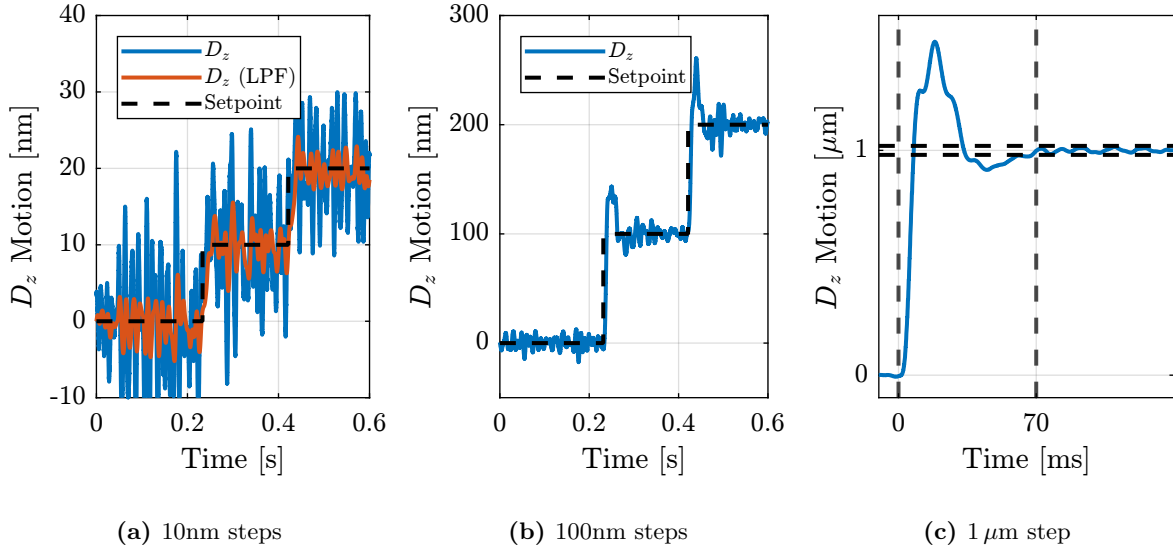 D_z Motion [nm]
30
20
10
0
-10
D_z
D_z (LPF)
Setpoint
0
0.2
0.4
0.6
Time [s]
(a) 10nm steps
D_z Motion [nm]
300
200
100
0
D_z
Setpoint
0
0.2
0.4
0.6
Time [s]
(b) 100nm steps
D_z Motion [μm]
1
0
0
70
Time [ms]
(c) 1 μm step